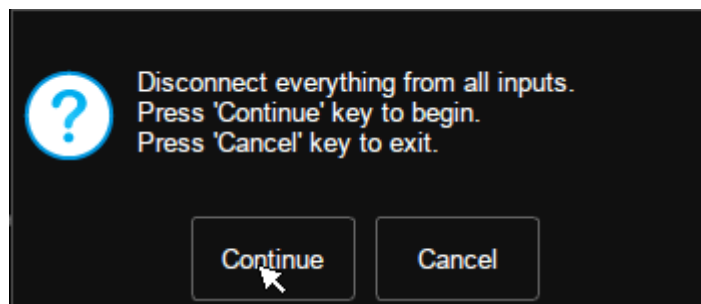 Disconnect everything from all inputs.
Press 'Continue' key to begin.
Press 'Cancel' key to exit.
Continue
Cancel